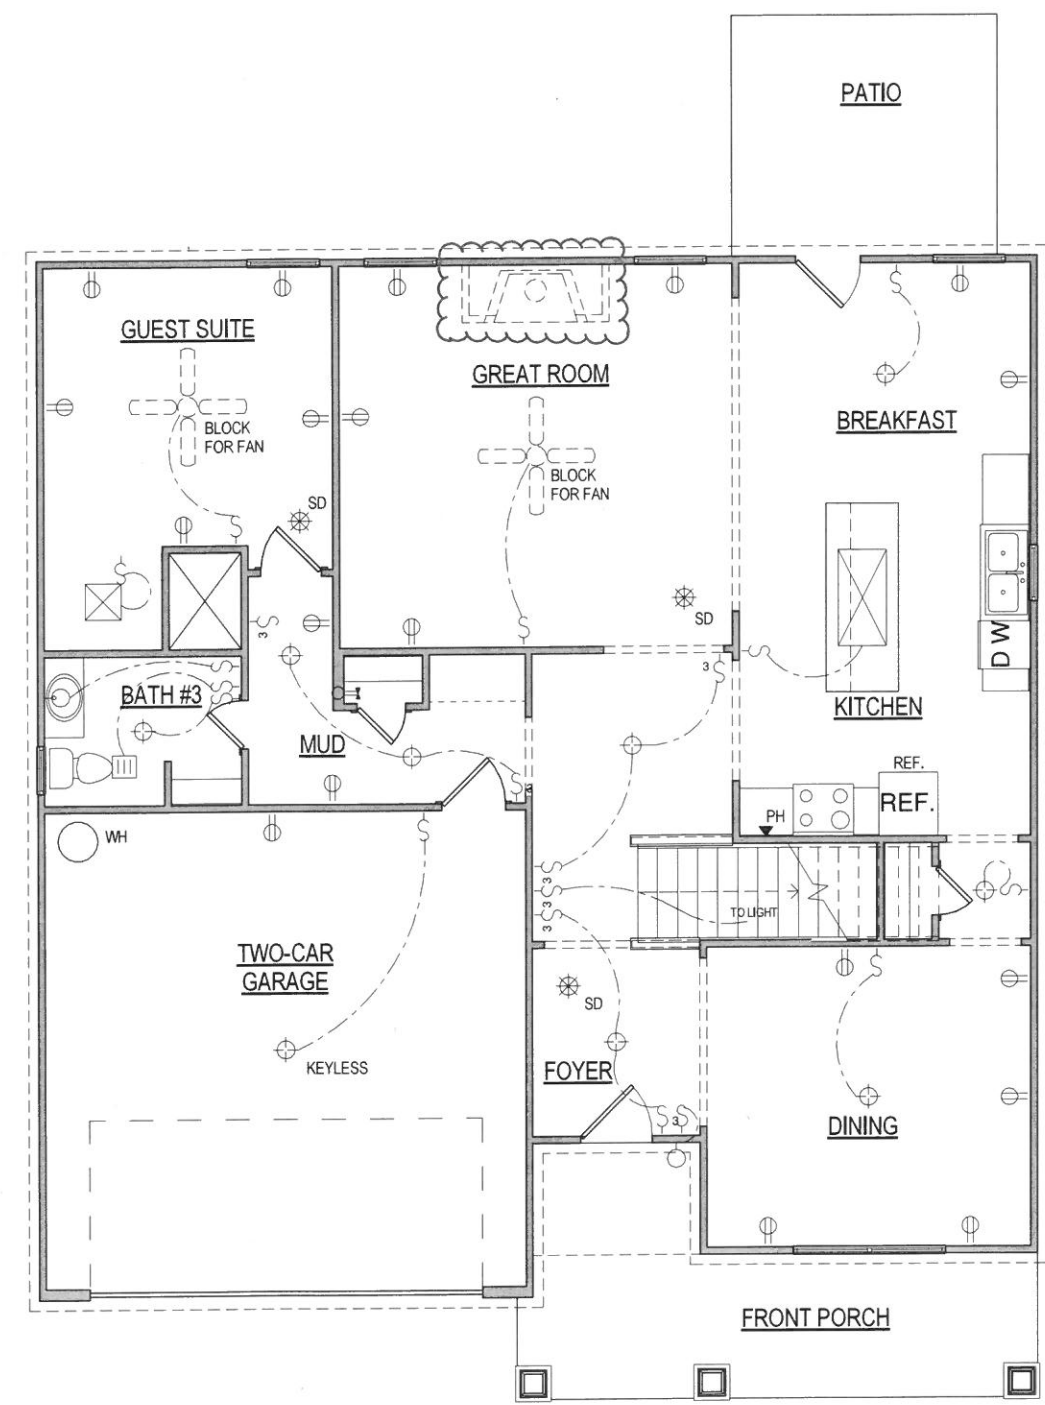 PATIO
GUEST SUITE
GREAT ROOM
BREAKFAST
BLOCK
FOR FAN
BLOCK
FOR FAN
SD
SD
3
3
D W
BATH #3
MUD
KITCHEN
REF.
REF.
PH
WH
3
3
3
TO LIGHT
TWO-CAR
GARAGE
SD
KEYLESS
FOYER
3
DINING
FRONT PORCH